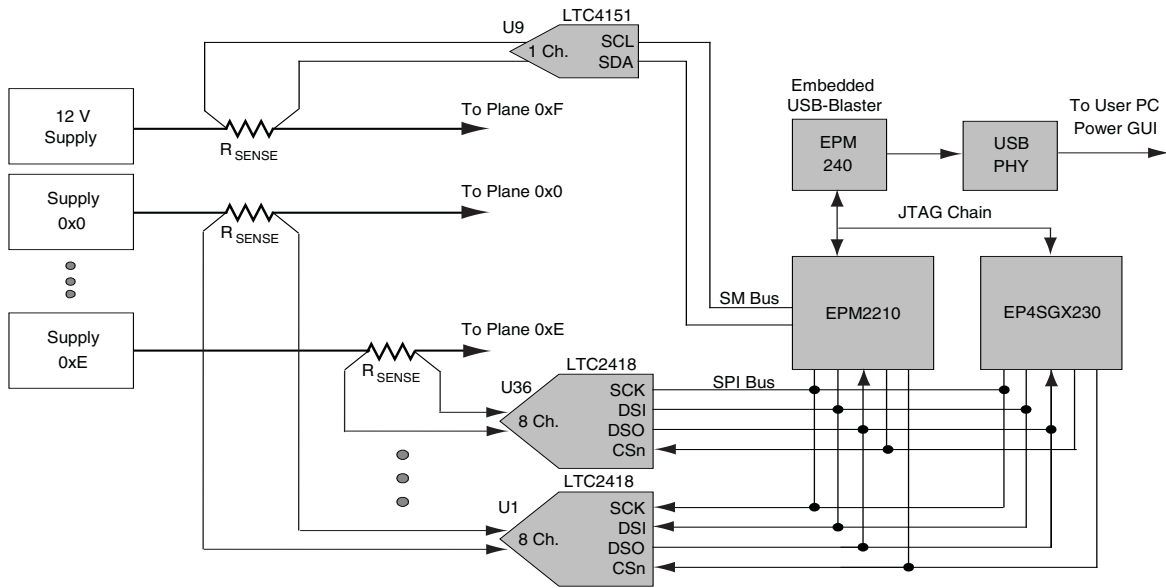 LTC4151
U9
1 Ch.
SCL
SDA
12 V
Supply
R SENSE
To Plane 0xF
Supply
0x0
R SENSE
To Plane 0x0
Supply
0xE
R SENSE
To Plane 0xE
Embedded
USB-Blaster
EPM
240
USB
PHY
To User PC
Power GUI
JTAG Chain
SM Bus
EPM2210
EP4SGX230
LTC2418
U36
8 Ch.
SCK
DSI
DSO
CSn
SPI Bus
LTC2418
U1
8 Ch.
SCK
DSI
DSO
CSn